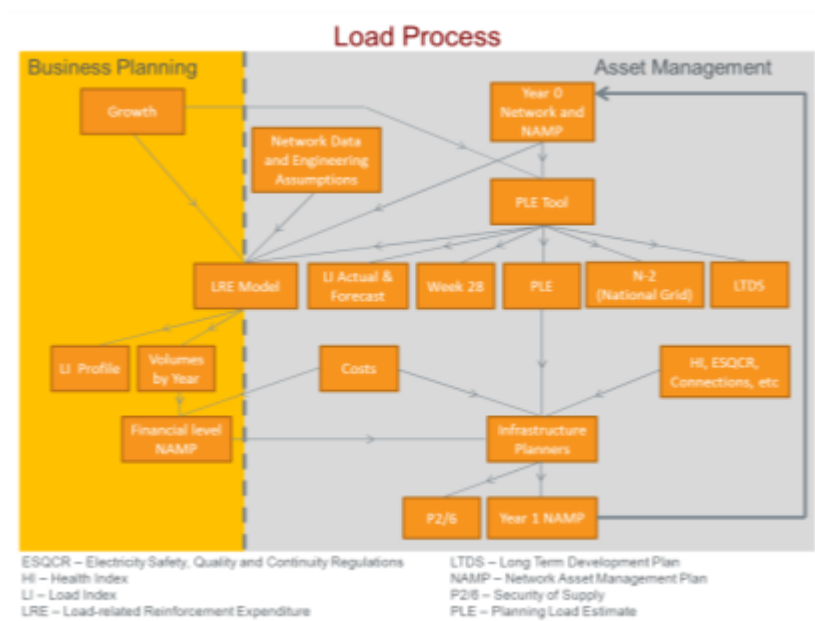 Load Process
Business Planning
Asset Management
Growth
Year 0
Network and
NAMP
Network Data
and Engineering
Assumptions
PLE Tool
LRE Model
LI Actual &
Forecast
Week 28
PLE
N-2
(National Grid)
LTDS
LI Profile
Volumes
by Year
Costs
HI, ESQCR,
Connections, etc
Financial level
NAMP
Infrastructure
Planners
P2/6
Year 1 NAMP
ESQCR – Electricity Safety, Quality and Continuity Regulations
HI – Health Index
LI – Load Index
LRE – Load-related Reinforcement Expenditure
LTDS – Long Term Development Plan
NAMP – Network Asset Management Plan
P2/6 – Security of Supply
PLE – Planning Load Estimate